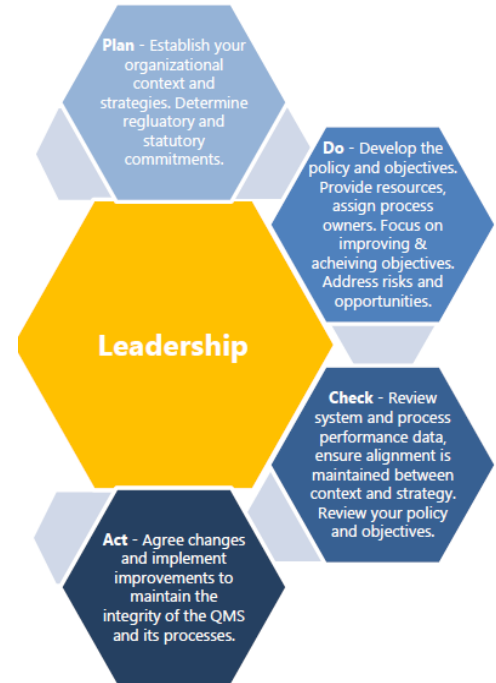 Plan - Establish your
organizational
context and
strategies. Determine
regluatory and
statutory
commitments.
Do - Develop the
policy and objectives.
Provide resources,
assign process
owners. Focus on
improving &
acheiving objectives.
Address risks and
opportunities.
Leadership
Check - Review
system and process
performance data,
ensure alignment is
maintained between
context and strategy.
Review your policy
and objectives.
Act - Agree changes
and implement
improvements to
maintain the
integrity of the QMS
and its processes.